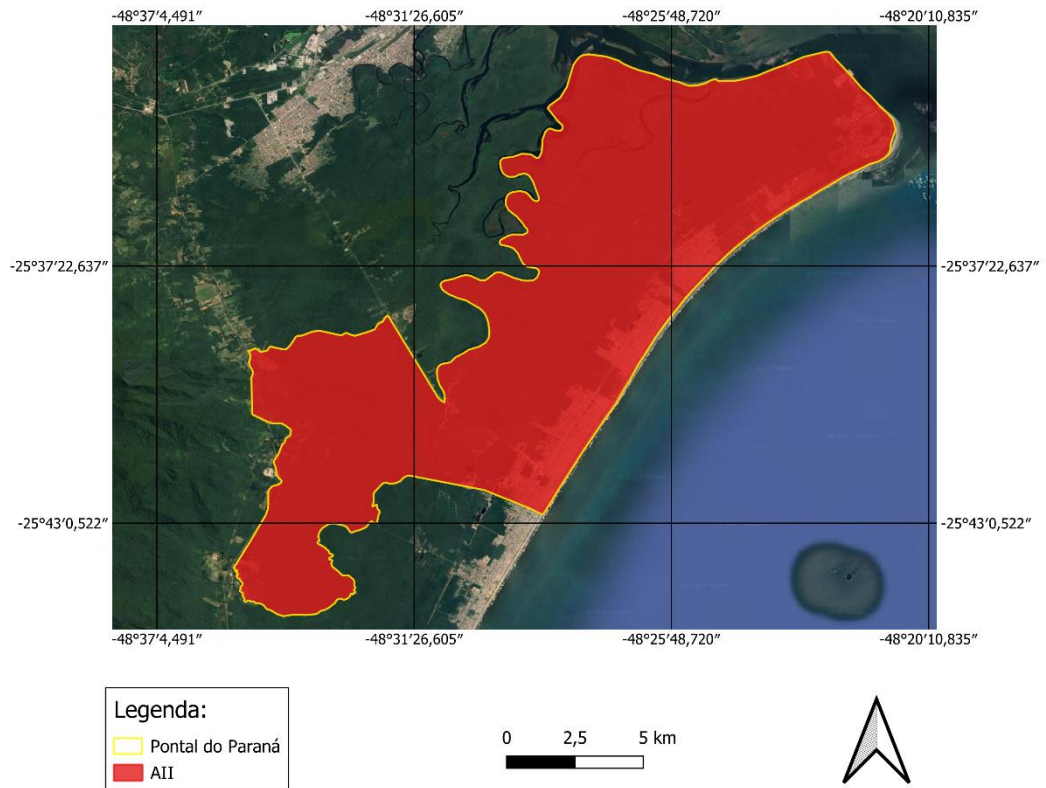 -48°37′4,491″ -48°31′26,605″ -48°25′48,720″ -48°20′10,835″
-25°37′22,637″ -25°37′22,637″
-25°43′0,522″ -25°43′0,522″
-48°37′4,491″ -48°31′26,605″ -48°25′48,720″ -48°20′10,835″
Legenda:
Pontal do Paraná
AII
0 2,5 5 km